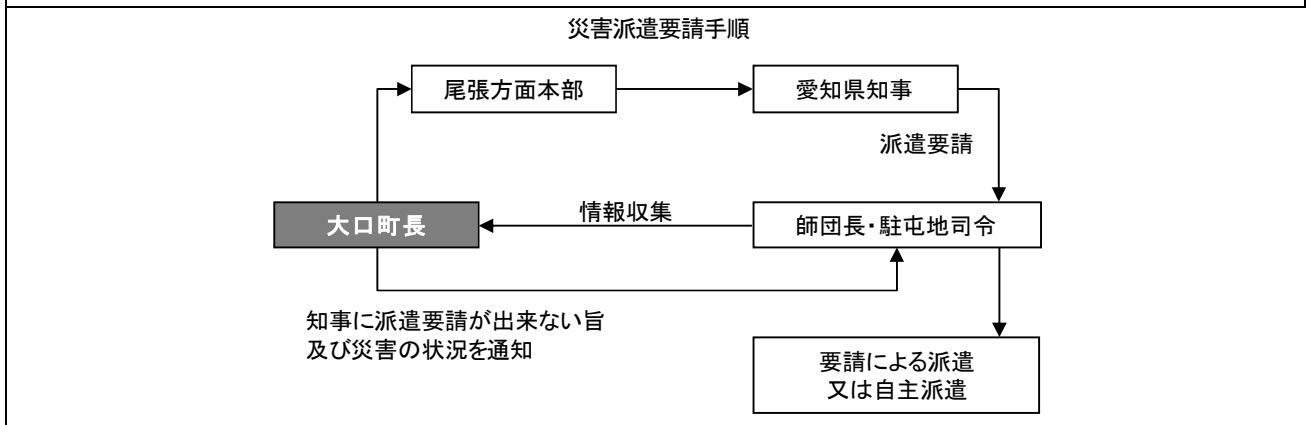 災害派遣要請手順
尾張方面本部
愛知県知事
派遣要請
大口町長
情報収集
師団長・駐屯地司令
知事に派遣要請が出来ない旨
及び災害の状況を通知
要請による派遣
又は自主派遣